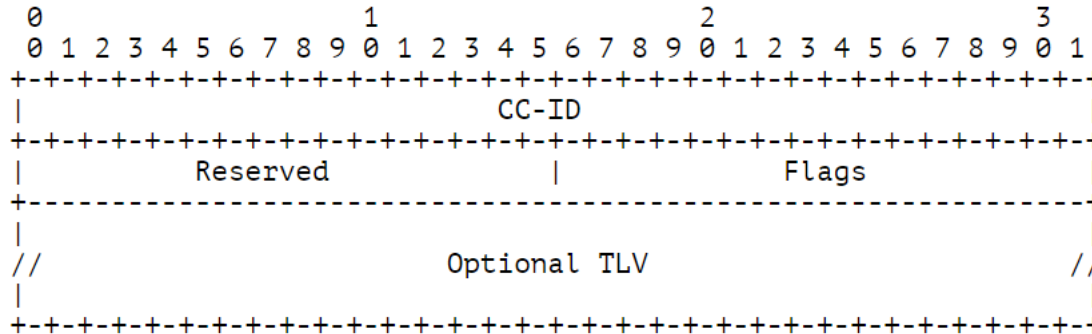 0                   1                   2                   3
 0 1 2 3 4 5 6 7 8 9 0 1 2 3 4 5 6 7 8 9 0 1 2 3 4 5 6 7 8 9 0 1
+-+-+-+-+-+-+-+-+-+-+-+-+-+-+-+-+-+-+-+-+-+-+-+-+-+-+-+-+-+-+-+--
|                            CC-ID
+-+-+-+-+-+-+-+-+-+-+-+-+-+-+-+-+-+-+-+-+-+-+-+-+-+-+-+-+-+-+-+--
|          Reserved             |             Flags
+---------------------------------------------------------------+
|
//                        Optional TLV                         //
|
+-+-+-+-+-+-+-+-+-+-+-+-+-+-+-+-+-+-+-+-+-+-+-+-+-+-+-+-+-+-+-+--